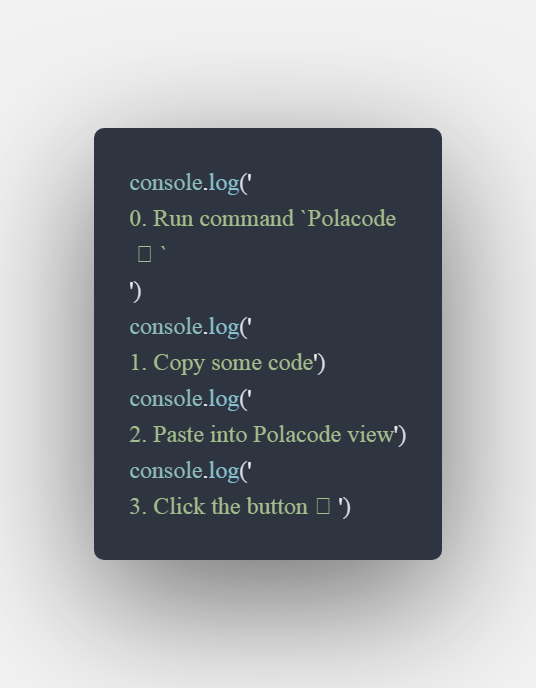 console.log('
0. Run command `Polacode
`
')
console.log('
1. Copy some code')
console.log('
2. Paste into Polacode view')
console.log('
3. Click the button ')